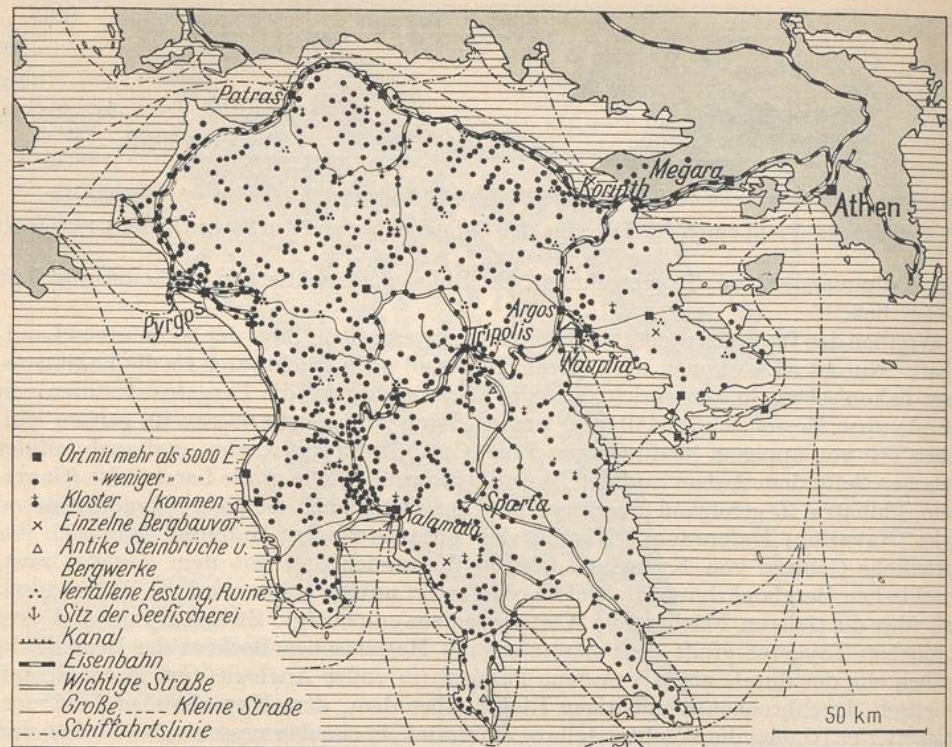 Patras
Megara
Korinth
Athen
Pyrgos
Argos
Tripolis
Nauplia
Ort mit mehr als 5000 E
" weniger "
Kloster [kommen
Einzelne Bergbauvor-
Antike Steinbrüche u.
Bergwerke
Verfallene Festung, Ruine
Sitz der Seefischerei
Kanal
Eisenbahn
Wichtige Straße
Große, Kleine Straße
Schiffahrtslinie
Kalamata
Sparta
50 km